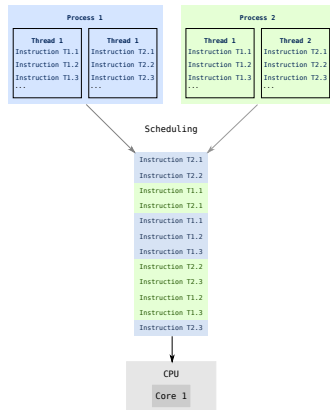 Process 1
Thread 1
Instruction T1.1
Instruction T1.2
Instruction T1.3
...
Thread 1
Instruction T2.1
Instruction T2.2
Instruction T2.3
...
Process 2
Thread 1
Instruction T1.1
Instruction T1.2
Instruction T1.3
...
Thread 2
Instruction T2.1
Instruction T2.2
Instruction T2.3
...
Scheduling
Instruction T2.1
Instruction T2.2
Instruction T1.1
Instruction T2.1
Instruction T1.1
Instruction T1.2
Instruction T1.3
Instruction T2.2
Instruction T2.3
Instruction T1.2
Instruction T1.3
Instruction T2.3
CPU
Core 1